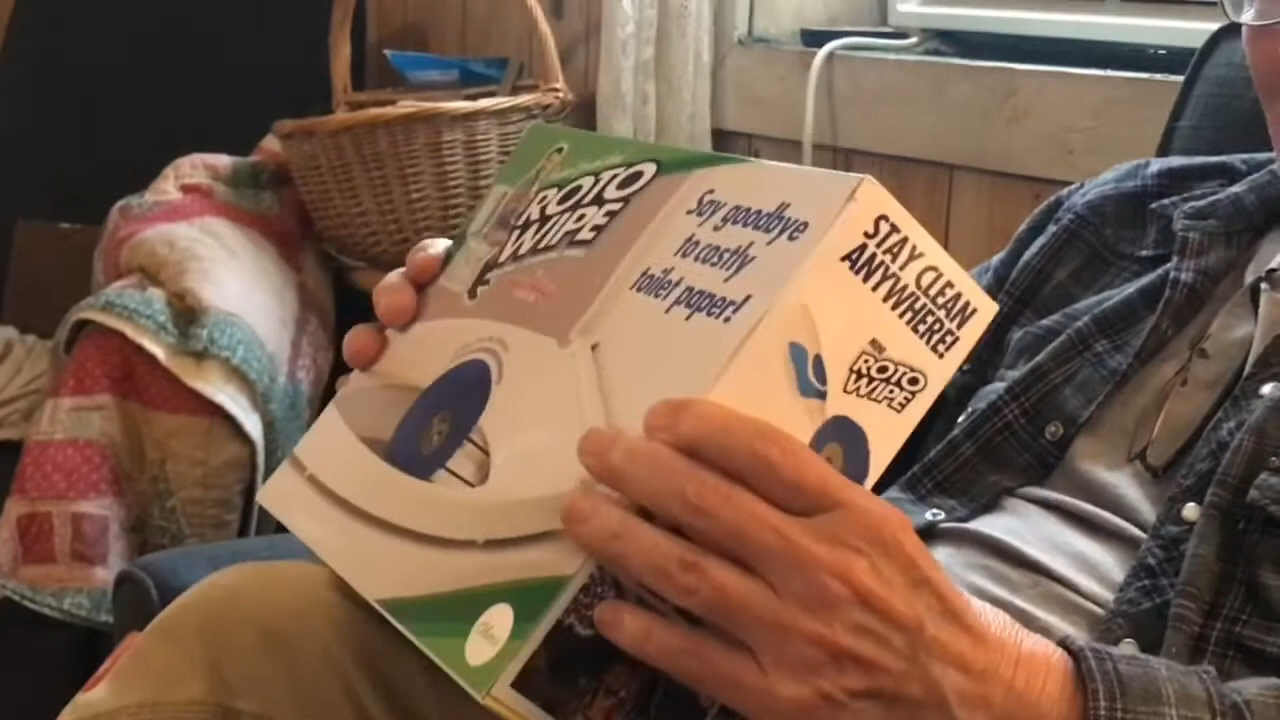 ROTO
WIPE
Say goodbye
to costly
toilet paper!
STAY CLEAN
ANYWHERE!
ROTO
WIPE